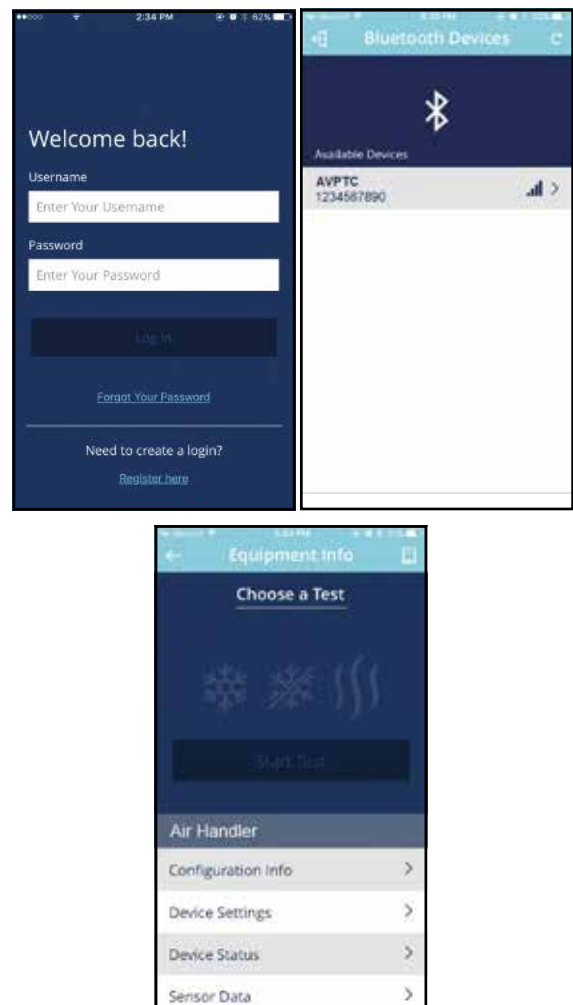 2:34 PM 62%
Welcome back!
Username
Enter Your Username
Password
Enter Your Password
Log In
Forgot Your Password
Need to create a login?
Register here
Bluetooth Devices
Available Devices
AVPTC
1234567890
Equipment Info
Choose a Test
Start Test
Air Handler
Configuration Info
Device Settings
Device Status
Sensor Data